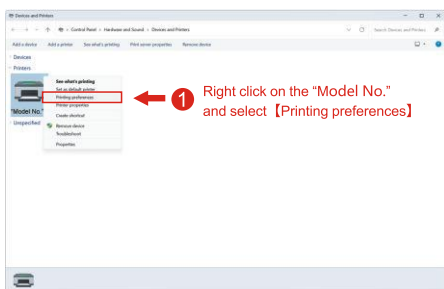 Devices and Printers
Control Panel > Hardware and Sound > Devices and Printers
Search Devices and Printers
Add a device Add a printer See what's printing Print server properties Remove device
Devices
Printers
See what's printing
Set as default printer
Printing preferences
Printer properties
Create shortcut
Remove device
Troubleshoot
Properties
"Model No."
Unspecified
1
Right click on the "Model No."
and select【Printing preferences】